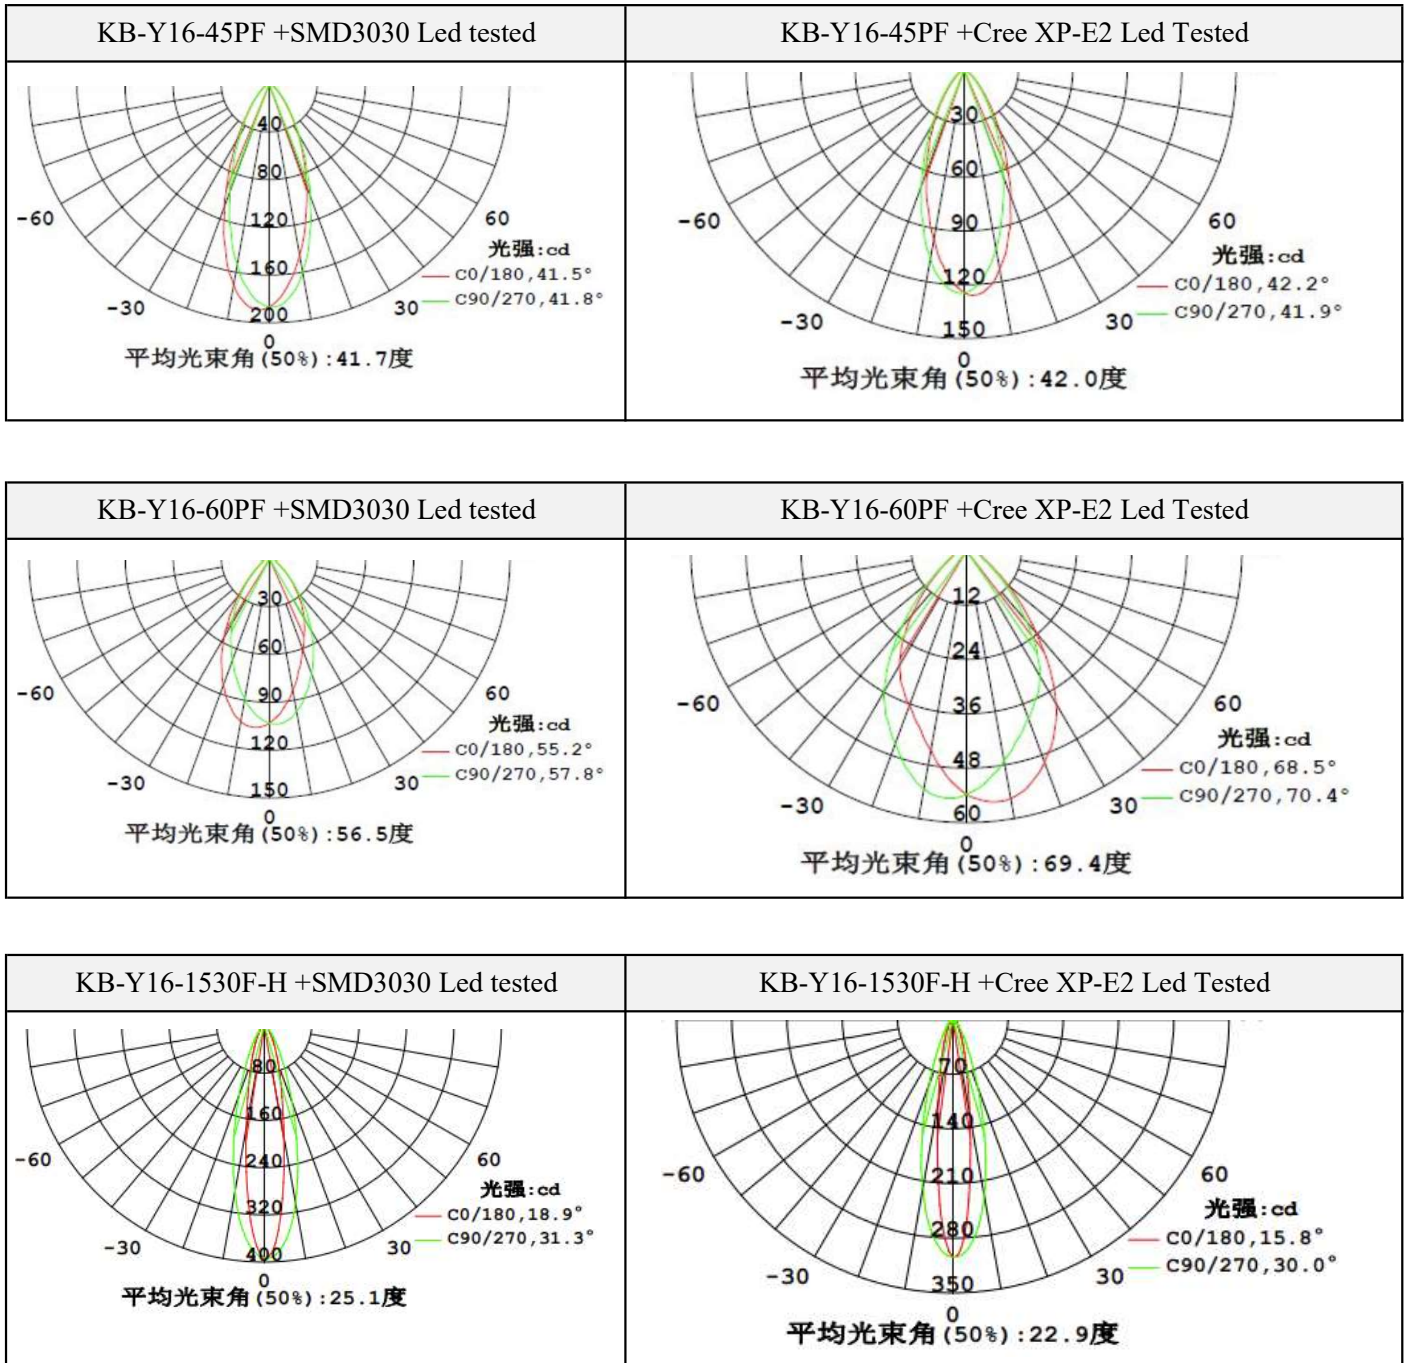 KB-Y16-45PF +SMD3030 Led tested
KB-Y16-45PF +Cree XP-E2 Led Tested
40
80
120
160
200
-60
-30
0
30
60
光强:cd
C0/180,41.5°
C90/270,41.8°
平均光束角(50%):41.7度
30
60
90
120
150
-60
-30
0
30
60
光强:cd
C0/180,42.2°
C90/270,41.9°
平均光束角(50%):42.0度
KB-Y16-60PF +SMD3030 Led tested
KB-Y16-60PF +Cree XP-E2 Led Tested
30
60
90
120
150
-60
-30
0
30
60
光强:cd
C0/180,55.2°
C90/270,57.8°
平均光束角(50%):56.5度
12
24
36
48
60
-60
-30
0
30
60
光强:cd
C0/180,68.5°
C90/270,70.4°
平均光束角(50%):69.4度
KB-Y16-1530F-H +SMD3030 Led tested
KB-Y16-1530F-H +Cree XP-E2 Led Tested
80
160
240
320
400
-60
-30
0
30
60
光强:cd
C0/180,18.9°
C90/270,31.3°
平均光束角(50%):25.1度
70
140
210
280
350
-60
-30
0
30
60
光强:cd
C0/180,15.8°
C90/270,30.0°
平均光束角(50%):22.9度